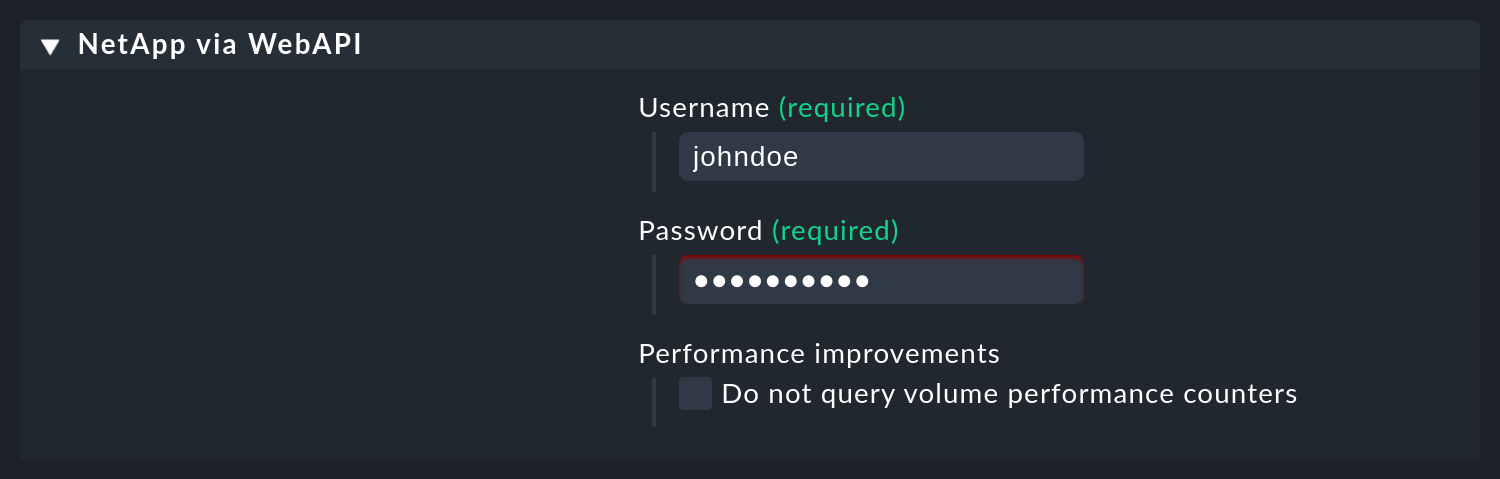 NetApp via WebAPI
Username (required)
johndoe
Password (required)
●●●●●●●●●●
Performance improvements
Do not query volume performance counters